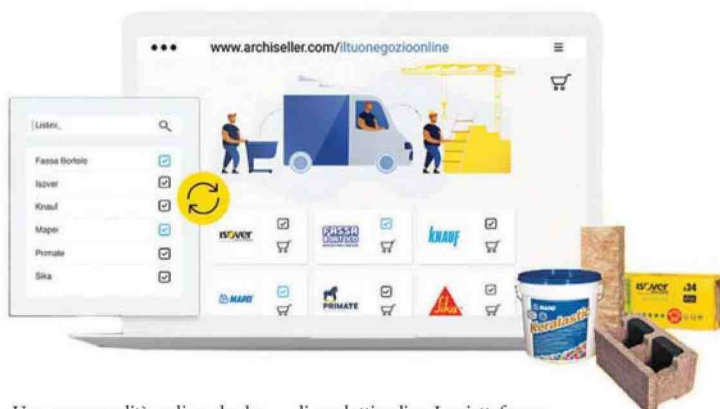 www.archiseller.com/iltuonegozioonline
Listini_
Fassa Bortolo
Isover
Knauf
Mapei
Primate
Sika
isover
FASSA
BORTOLO
KNAUF
MAPEI
PRIMATE
Sika
MAPEI
Keralastic
isover